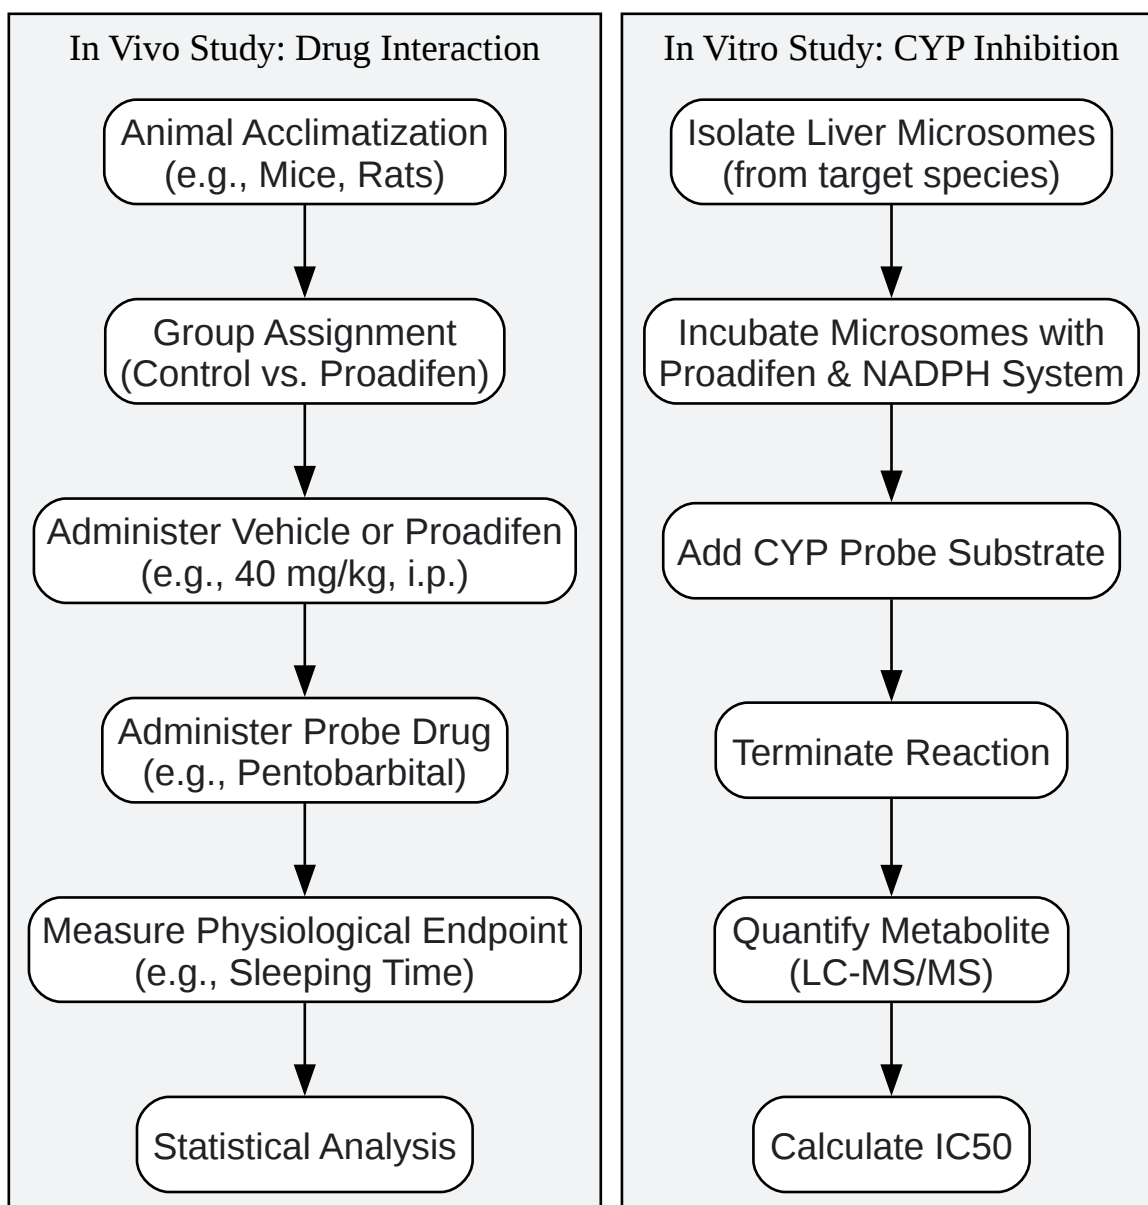 In Vivo Study: Drug Interaction
Animal Acclimatization
(e.g., Mice, Rats)
Group Assignment
(Control vs. Proadifen)
Administer Vehicle or Proadifen
(e.g., 40 mg/kg, i.p.)
Administer Probe Drug
(e.g., Pentobarbital)
Measure Physiological Endpoint
(e.g., Sleeping Time)
Statistical Analysis
In Vitro Study: CYP Inhibition
Isolate Liver Microsomes
(from target species)
Incubate Microsomes with
Proadifen & NADPH System
Add CYP Probe Substrate
Terminate Reaction
Quantify Metabolite
(LC-MS/MS)
Calculate IC50